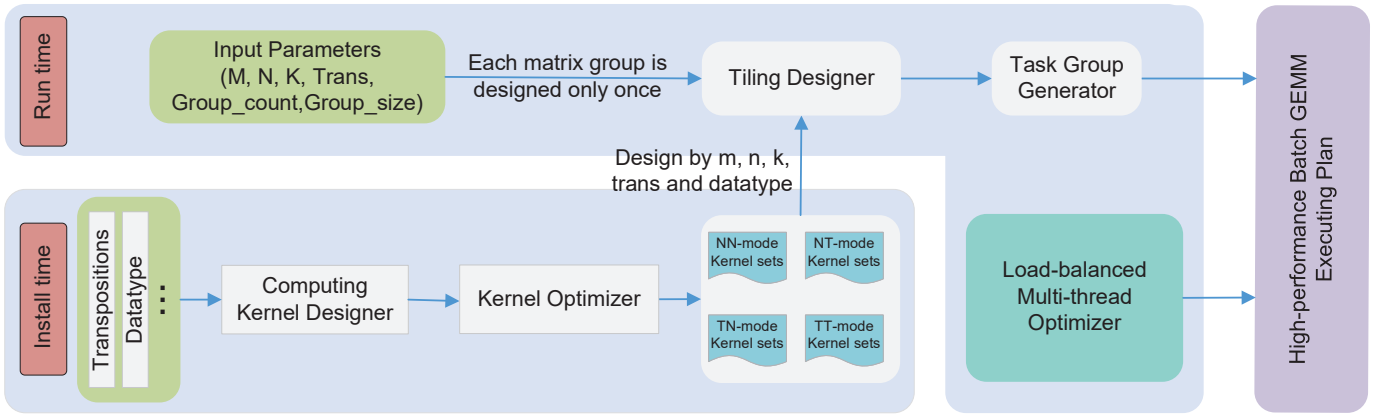 Run time
Input Parameters
(M, N, K, Trans,
Group_count,Group_size)
Each matrix group is
designed only once
Tiling Designer
Task Group
Generator
High-performance Batch GEMM
Executing Plan
Design by m, n, k,
trans and datatype
Install time
Transpositions
Datatype
...
Computing
Kernel Designer
Kernel Optimizer
NN-mode
Kernel sets
NT-mode
Kernel sets
TN-mode
Kernel sets
TT-mode
Kernel sets
Load-balanced
Multi-thread
Optimizer